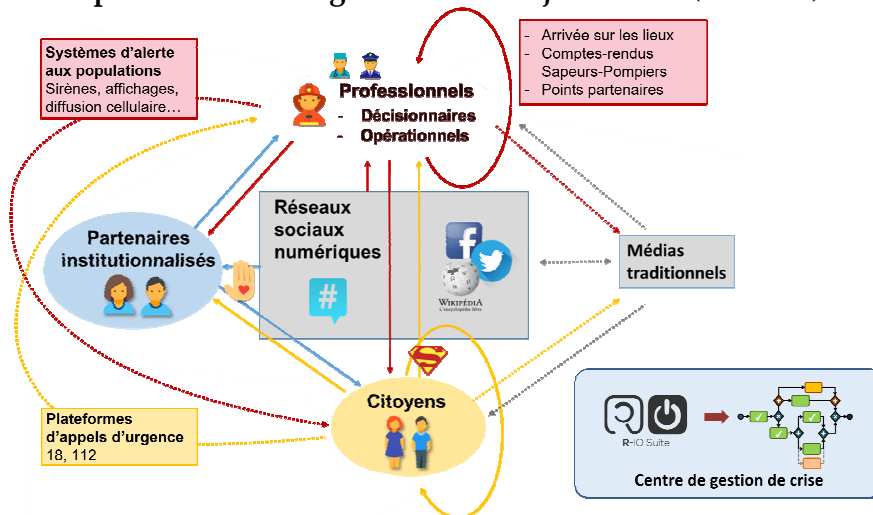 Systèmes d'alerte
aux populations
Sirènes, affichages,
diffusion cellulaire…
Professionnels
- Décisionnaires
- Opérationnels
- Arrivée sur les lieux
- Comptes-rendus
Sapeurs-Pompiers
- Points partenaires
Partenaires
institutionnalisés
Réseaux
sociaux
numériques
#
f
WIKIPÉDIA
L'encyclopédie libre
Médias
traditionnels
S
Citoyens
Plateformes
d'appels d'urgence
18, 112
R-IO Suite
Centre de gestion de crise